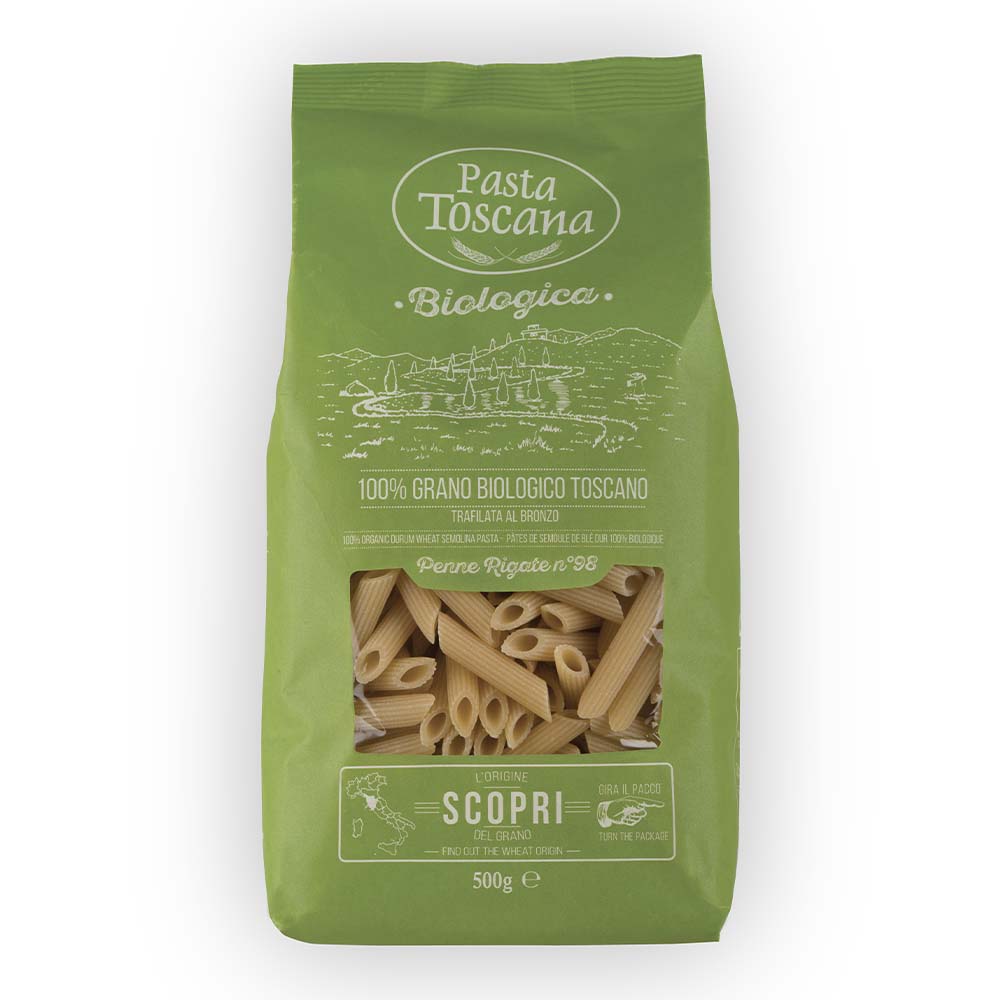 Pasta
Toscana
• Biologica •
100% GRANO BIOLOGICO TOSCANO
TRAFILATA AL BRONZO
100% ORGANIC DURUM WHEAT SEMOLINA PASTA - PÂTES DE SEMOULE DE BLÉ DUR 100% BIOLOGIQUE
Penne Rigate n°98
L'ORIGINE
SCOPRI
DEL GRANO
FIND OUT THE WHEAT ORIGIN
GIRA IL PACCO
TURN THE PACKAGE
500g ℮